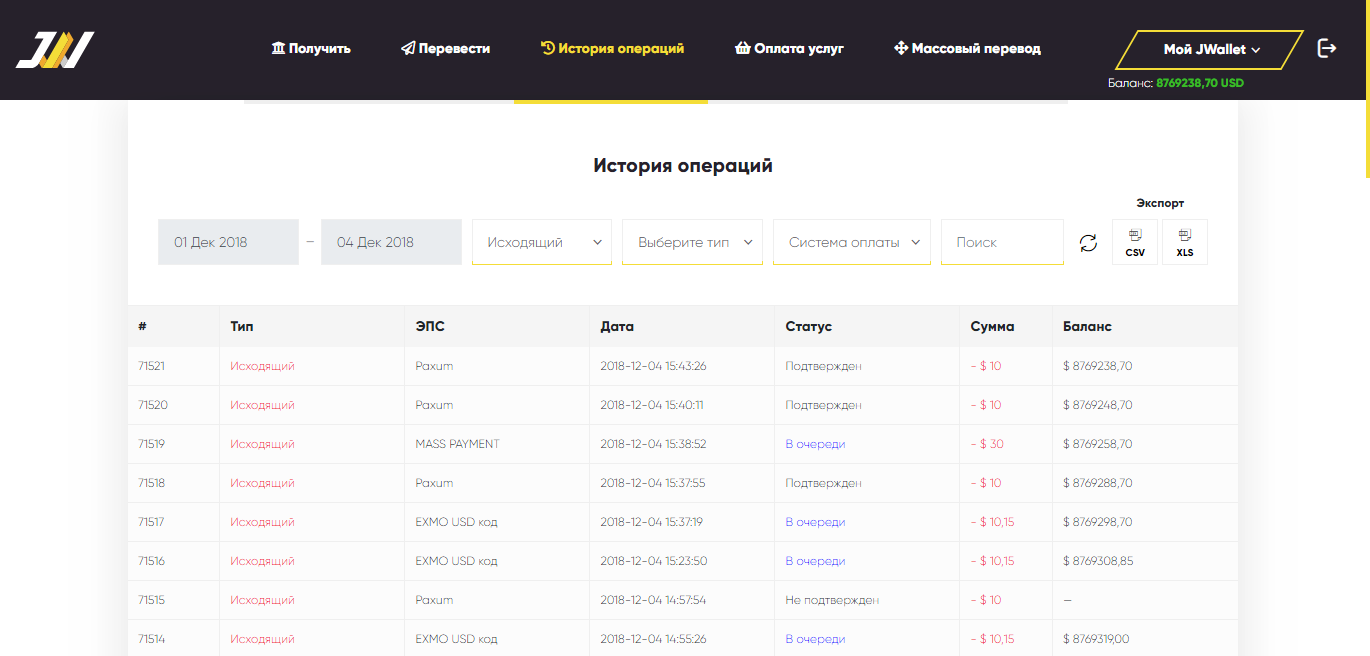 JW
Получить Перевести История операций Оплата услуг Массовый перевод Мой JWallet
Баланс: 8769238,70 USD
История операций
Экспорт
01 Дек 2018 – 04 Дек 2018 Исходящий Выберите тип Система оплаты Поиск CSV XLS
# Тип ЭПС Дата Статус Сумма Баланс
71521 Исходящий Paxum 2018-12-04 15:43:26 Подтвержден - $ 10 $ 8769238,70
71520 Исходящий Paxum 2018-12-04 15:40:11 Подтвержден - $ 10 $ 8769248,70
71519 Исходящий MASS PAYMENT 2018-12-04 15:38:52 В очереди - $ 30 $ 8769258,70
71518 Исходящий Paxum 2018-12-04 15:37:55 Подтвержден - $ 10 $ 8769288,70
71517 Исходящий EXMO USD код 2018-12-04 15:37:19 В очереди - $ 10,15 $ 8769298,70
71516 Исходящий EXMO USD код 2018-12-04 15:23:50 В очереди - $ 10,15 $ 8769308,85
71515 Исходящий Paxum 2018-12-04 14:57:54 Не подтвержден - $ 10 —
71514 Исходящий EXMO USD код 2018-12-04 14:55:26 В очереди - $ 10,15 $ 8769319,00